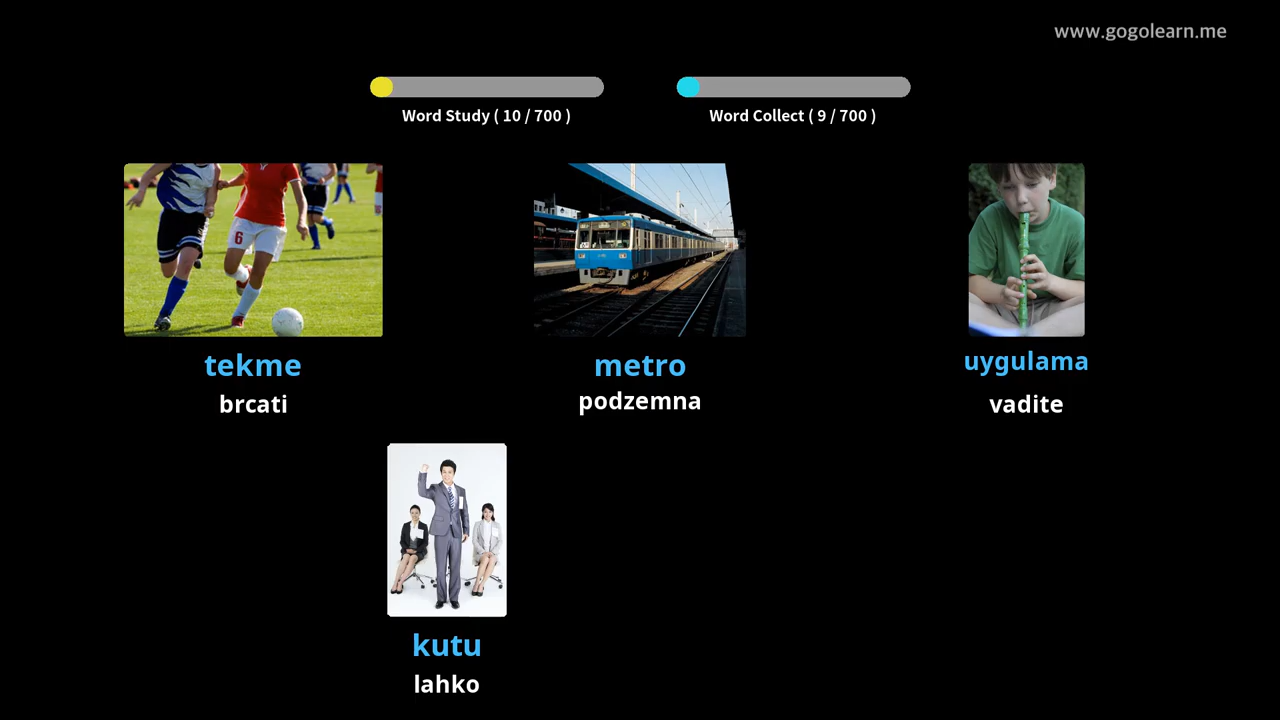 www.gogolearn.me
Word Study ( 10 / 700 )
Word Collect ( 9 / 700 )
tekme
brcati
metro
podzemna
uygulama
vadite
kutu
lahko